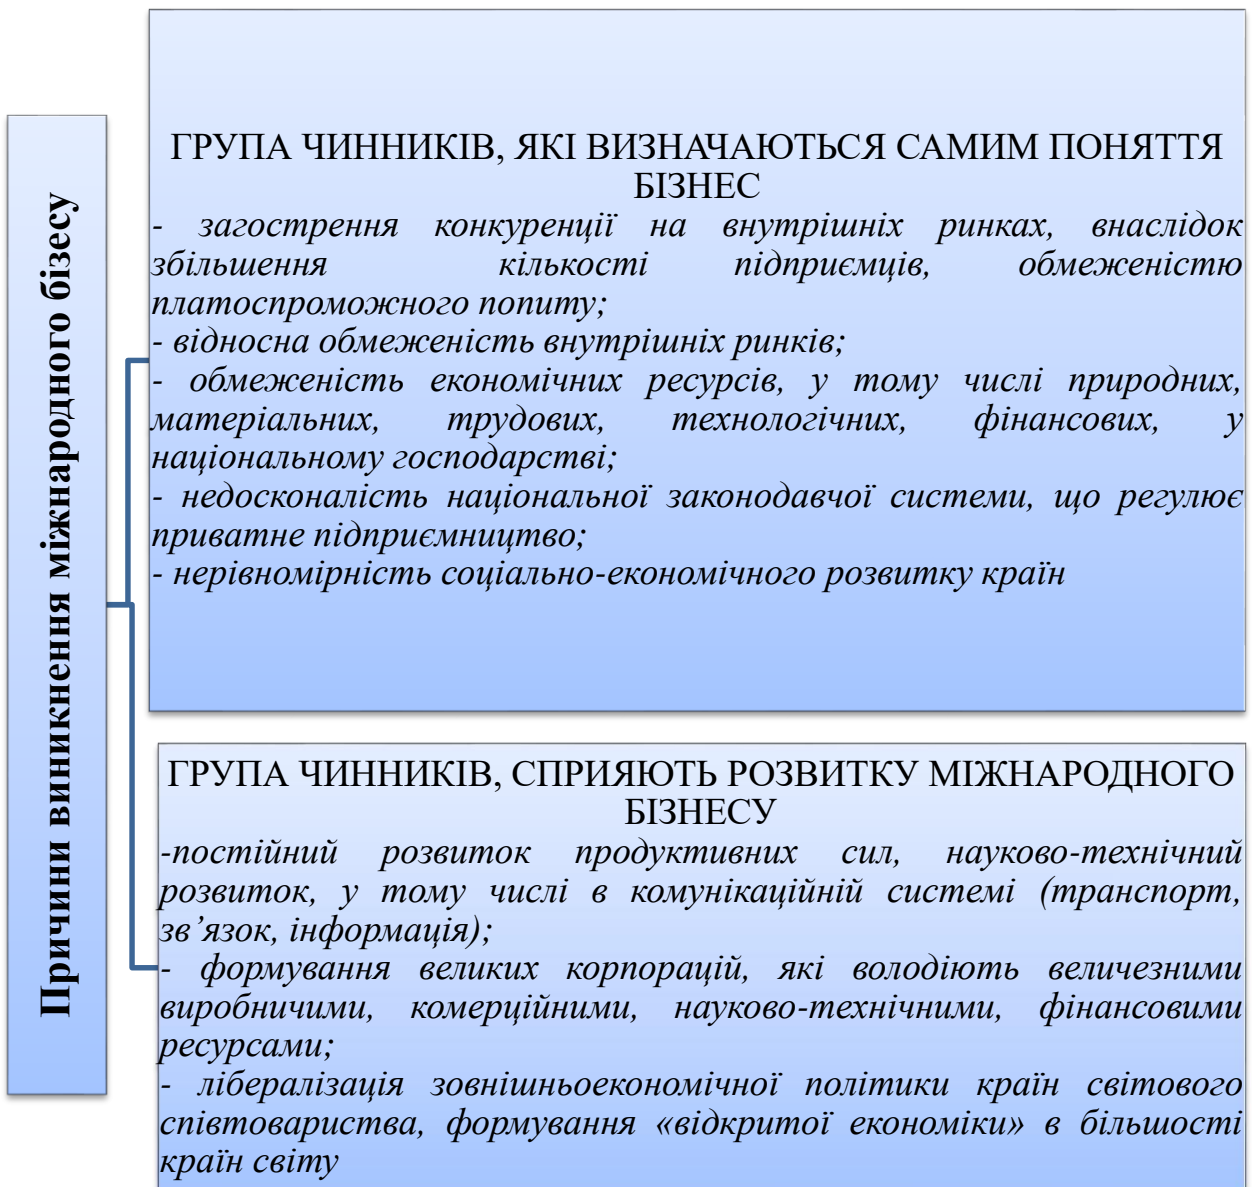 Причини виникнення міжнародного бізесу
ГРУПА ЧИННИКІВ, ЯКІ ВИЗНАЧАЮТЬСЯ САМИМ ПОНЯТТЯ
БІЗНЕС
- загострення конкуренції на внутрішніх ринках, внаслідок
збільшення кількості підприємців, обмеженістю
платоспроможного попиту;
- відносна обмеженість внутрішніх ринків;
- обмеженість економічних ресурсів, у тому числі природних,
матеріальних, трудових, технологічних, фінансових, у
національному господарстві;
- недосконалість національної законодавчої системи, що регулює
приватне підприємництво;
- нерівномірність соціально-економічного розвитку країн
ГРУПА ЧИННИКІВ, СПРИЯЮТЬ РОЗВИТКУ МІЖНАРОДНОГО
БІЗНЕСУ
-постійний розвиток продуктивних сил, науково-технічний
розвиток, у тому числі в комунікаційній системі (транспорт,
зв’язок, інформація);
- формування великих корпорацій, які володіють величезними
виробничими, комерційними, науково-технічними, фінансовими
ресурсами;
- лібералізація зовнішньоекономічної політики країн світового
співтовариства, формування «відкритої економіки» в більшості
країн світу